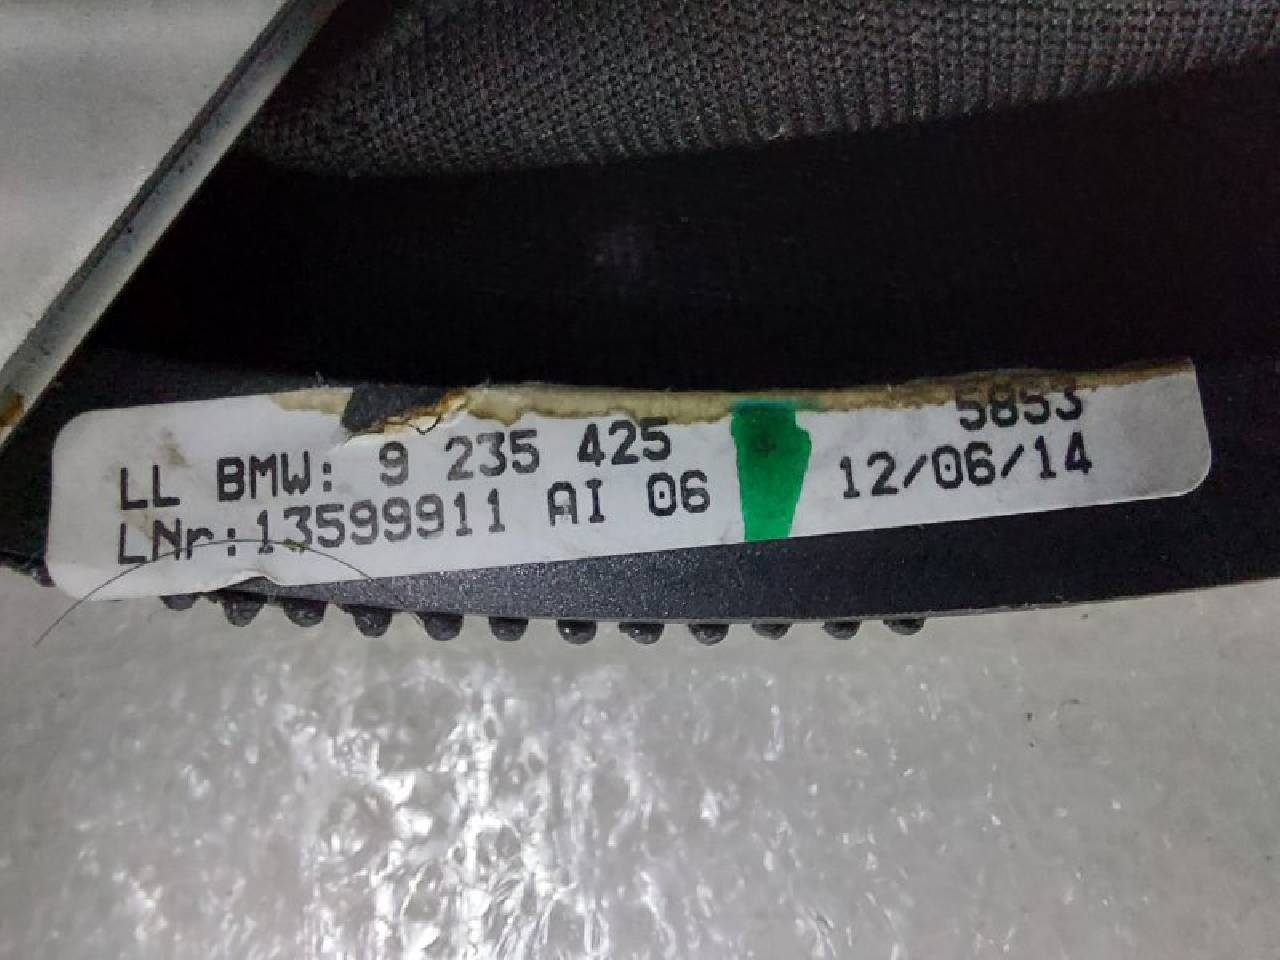 LL BMW: 9 235 425 5853
LNr:13599911 AI 06 12/06/14